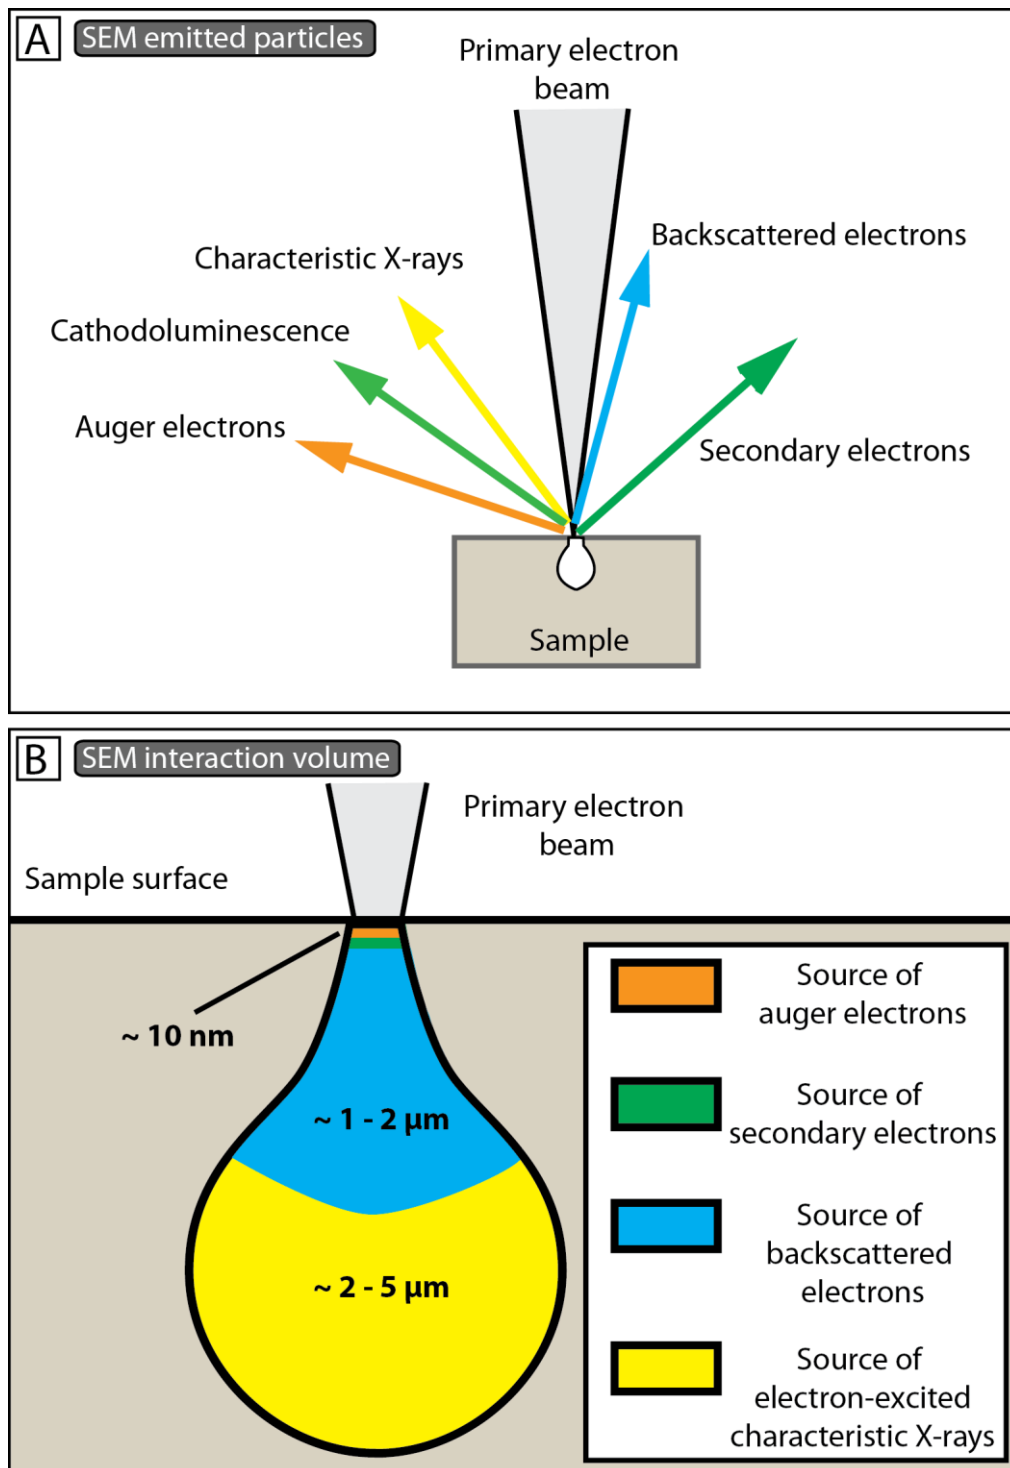 A
SEM emitted particles
Primary electron
beam
Backscattered electrons
Characteristic X-rays
Cathodoluminescence
Auger electrons
Secondary electrons
Sample
B
SEM interaction volume
Primary electron
beam
Sample surface
~ 10 nm
~ 1 - 2 µm
~ 2 - 5 µm
Source of
auger electrons
Source of
secondary electrons
Source of
backscattered
electrons
Source of
electron-excited
characteristic X-rays